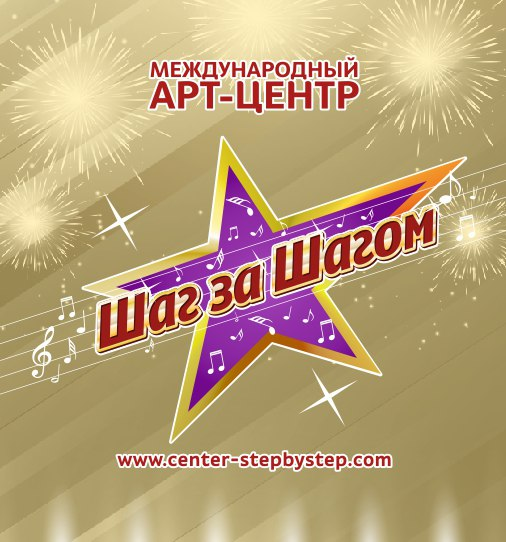 МЕЖДУНАРОДНЫЙ
АРТ-ЦЕНТР
Шаг за Шагом
www.center-stepbystep.com